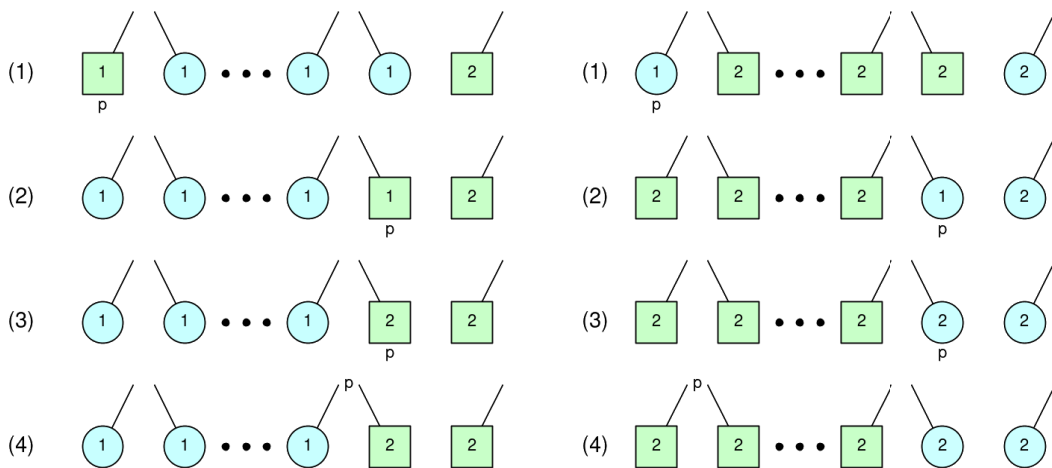 (1) 1 1 1 1 2 (1) 1 2 2 2 2
p p
(2) 1 1 1 1 2 (2) 2 2 2 1 2
p p
(3) 1 1 1 2 2 (3) 2 2 2 2 2
p p
p p
(4) 1 1 1 2 2 (4) 2 2 2 2 2